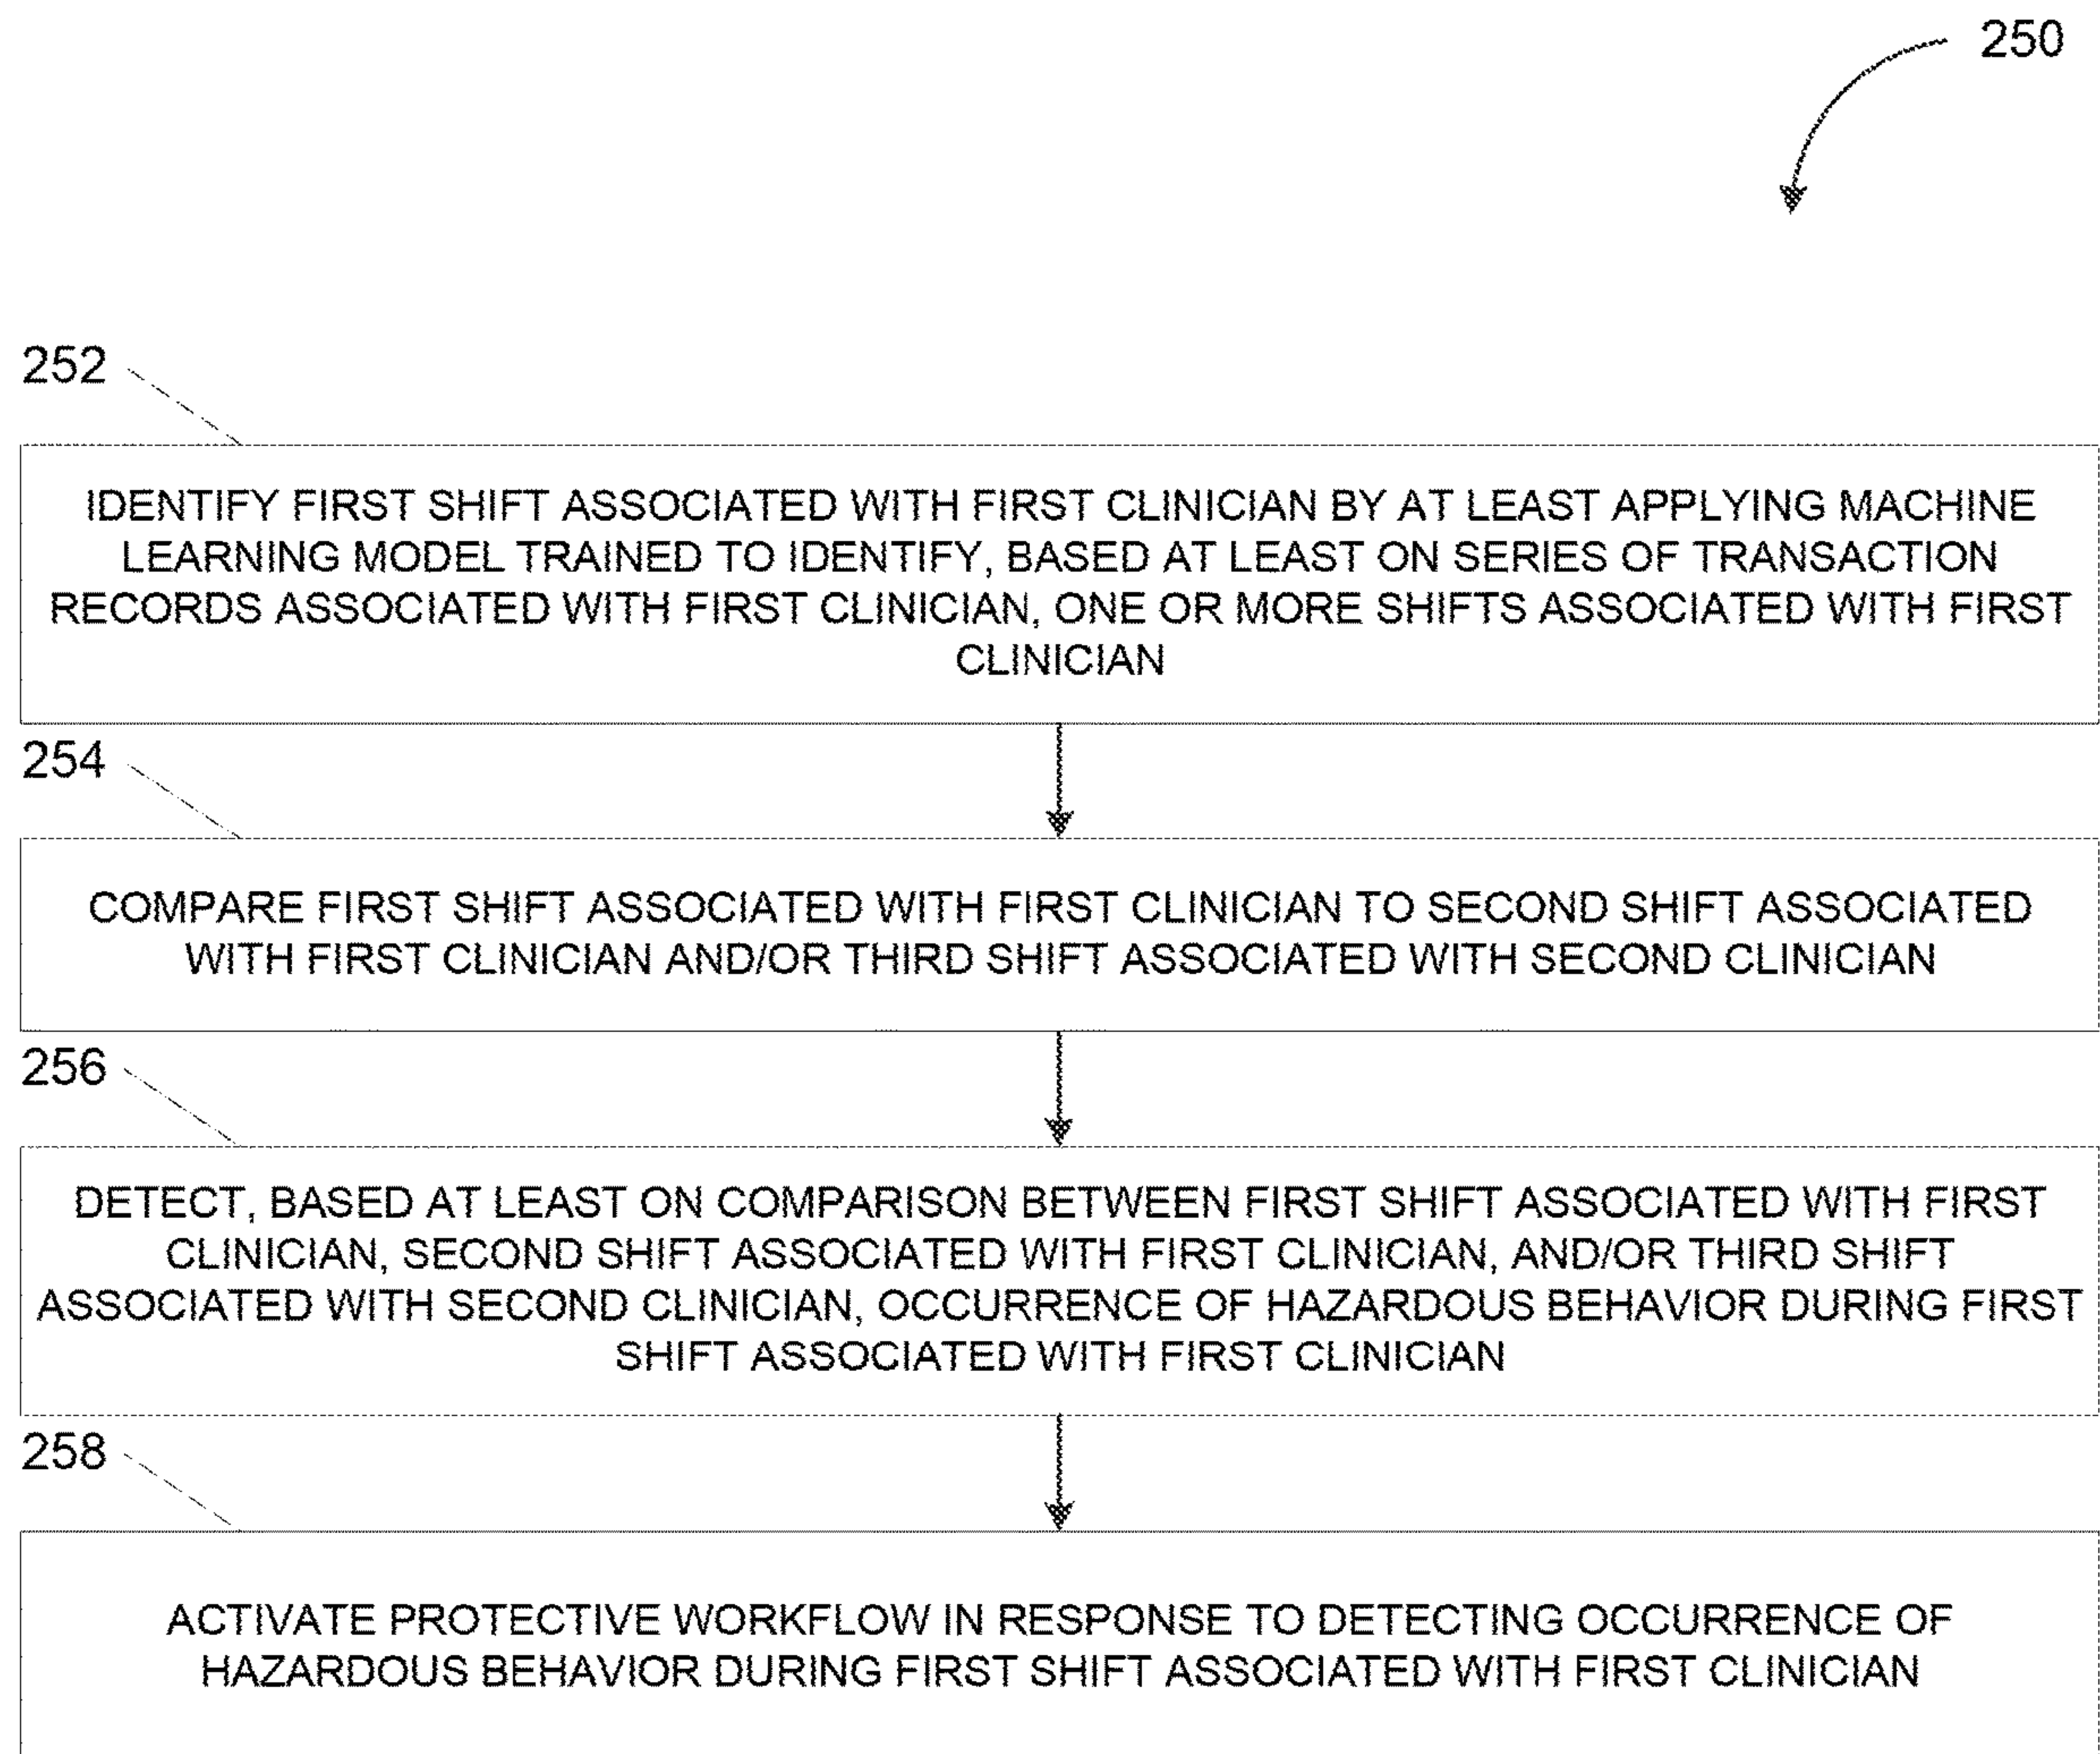 250
252
IDENTIFY FIRST SHIFT ASSOCIATED WITH FIRST CLINICIAN BY AT LEAST APPLYING MACHINE
LEARNING MODEL TRAINED TO IDENTIFY, BASED AT LEAST ON SERIES OF TRANSACTION
RECORDS ASSOCIATED WITH FIRST CLINICIAN, ONE OR MORE SHIFTS ASSOCIATED WITH FIRST
CLINICIAN
254
COMPARE FIRST SHIFT ASSOCIATED WITH FIRST CLINICIAN TO SECOND SHIFT ASSOCIATED
WITH FIRST CLINICIAN AND/OR THIRD SHIFT ASSOCIATED WITH SECOND CLINICIAN
256
DETECT, BASED AT LEAST ON COMPARISON BETWEEN FIRST SHIFT ASSOCIATED WITH FIRST
CLINICIAN, SECOND SHIFT ASSOCIATED WITH FIRST CLINICIAN, AND/OR THIRD SHIFT
ASSOCIATED WITH SECOND CLINICIAN, OCCURRENCE OF HAZARDOUS BEHAVIOR DURING FIRST
SHIFT ASSOCIATED WITH FIRST CLINICIAN
258
ACTIVATE PROTECTIVE WORKFLOW IN RESPONSE TO DETECTING OCCURRENCE OF
HAZARDOUS BEHAVIOR DURING FIRST SHIFT ASSOCIATED WITH FIRST CLINICIAN